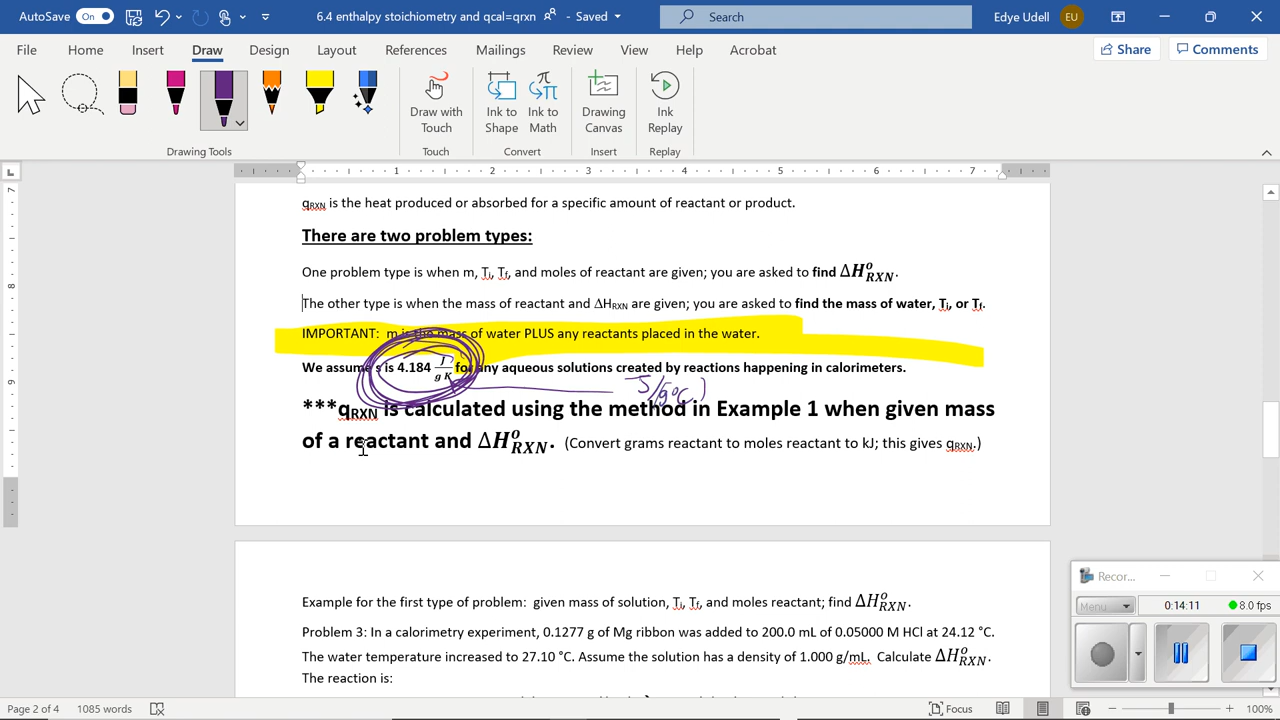 AutoSave On 6.4 enthalpy stoichiometry and qcal=qrxn - Saved Search Edye Udell EU
File Home Insert Draw Design Layout References Mailings Review View Help Acrobat Share Comments
Draw with Touch Ink to Shape Ink to Math Drawing Canvas Ink Replay
Drawing Tools Touch Convert Insert Replay
1 2 3 4 5 6 7
7
8
9
qRXN is the heat produced or absorbed for a specific amount of reactant or product.
There are two problem types:
One problem type is when m, Ti, Tf, and moles of reactant are given; you are asked to find ΔH°RXN.
The other type is when the mass of reactant and ΔHRXN are given; you are asked to find the mass of water, Ti, or Tf.
IMPORTANT: m is the mass of water PLUS any reactants placed in the water.
We assume s is 4.184 J/g K for any aqueous solutions created by reactions happening in calorimeters.
J/g°C)
***qRXN is calculated using the method in Example 1 when given mass
of a reactant and ΔH°RXN. (Convert grams reactant to moles reactant to kJ; this gives qRXN.)
Example for the first type of problem: given mass of solution, Ti, Tf, and moles reactant; find ΔH°RXN.
Problem 3: In a calorimetry experiment, 0.1277 g of Mg ribbon was added to 200.0 mL of 0.05000 M HCl at 24.12 °C.
The water temperature increased to 27.10 °C. Assume the solution has a density of 1.000 g/mL. Calculate ΔH°RXN.
The reaction is:
Recor...
Menu 0:14:11 8.0 fps
Page 2 of 4 1085 words Focus 100%